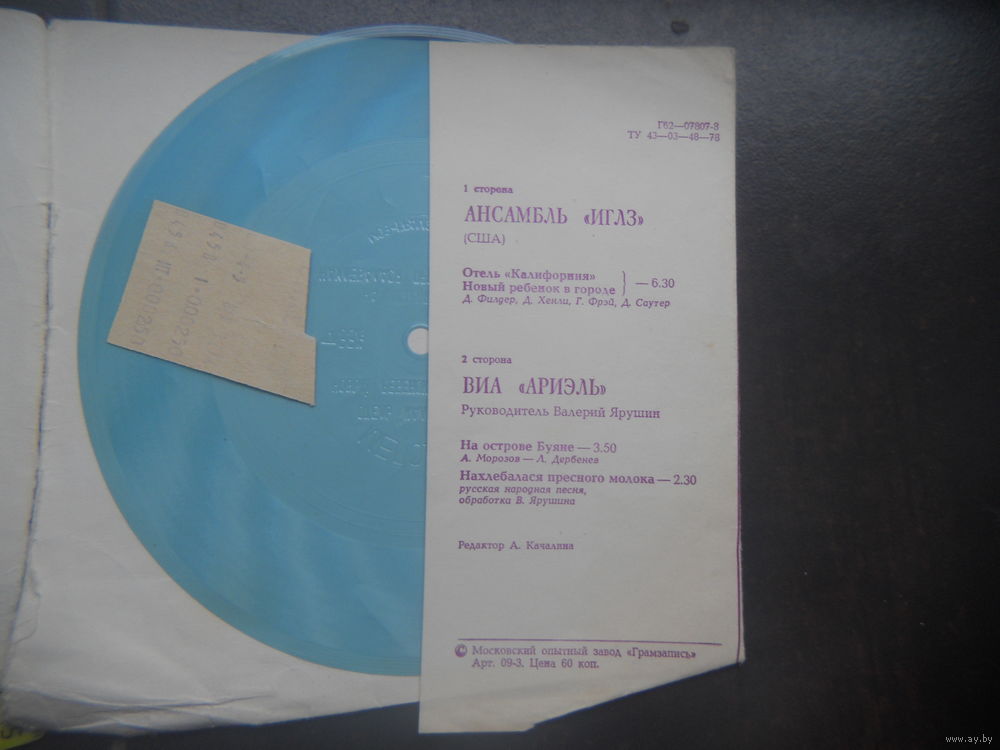 Г62—07807-8
ТУ 43—03—48—78
1 сторона
АНСАМБЛЬ «ИГЛЗ»
(США)
Отель «Калифорния»
Новый ребенок в городе
— 6.30
Д. Филдер, Д. Хенли, Г. Фрэй, Д. Саутер
2 сторона
ВИА «АРИЭЛЬ»
Руководитель Валерий Ярушин
На острове Буяне — 3.50
А. Морозов — Л. Дербенев
Нахлебалася пресного молока — 2.30
русская народная песня,
обработка В. Ярушина
Редактор А. Качалина
© Московский опытный завод «Грамзапись»
Арт. 09-3. Цена 60 коп.
www.ay.by